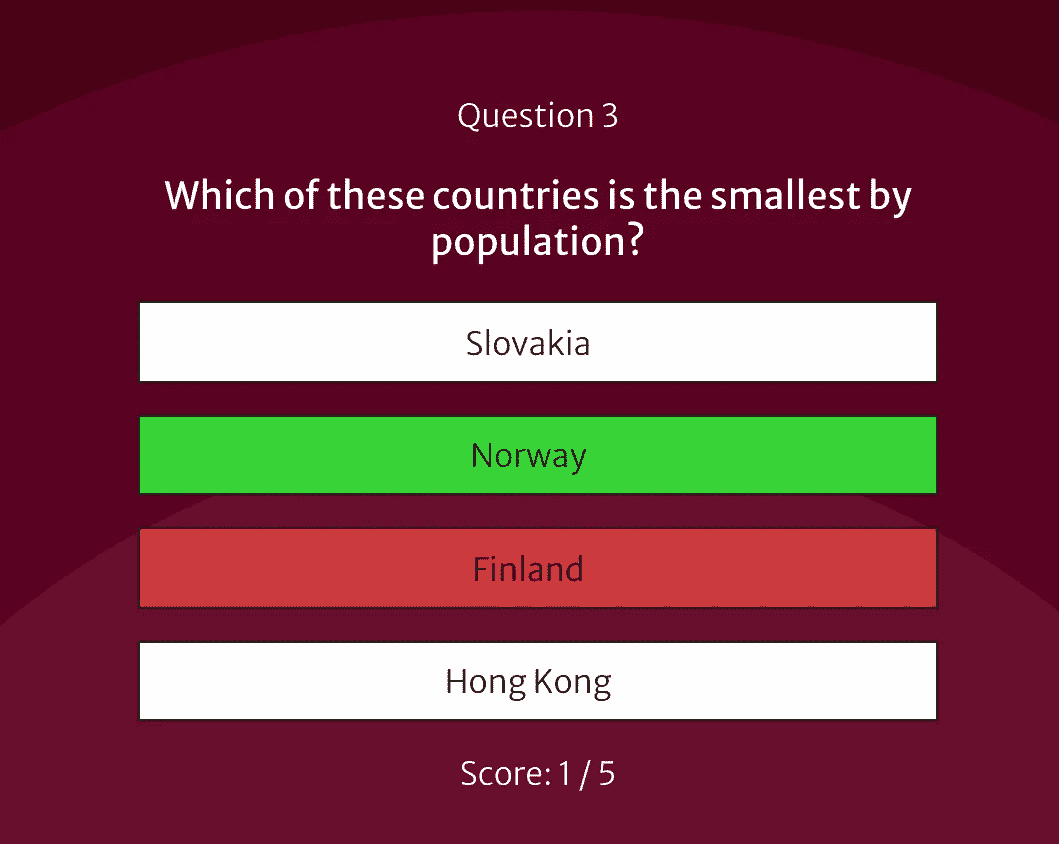 Question 3
Which of these countries is the smallest by
population?
Slovakia
Norway
Finland
Hong Kong
Score: 1 / 5